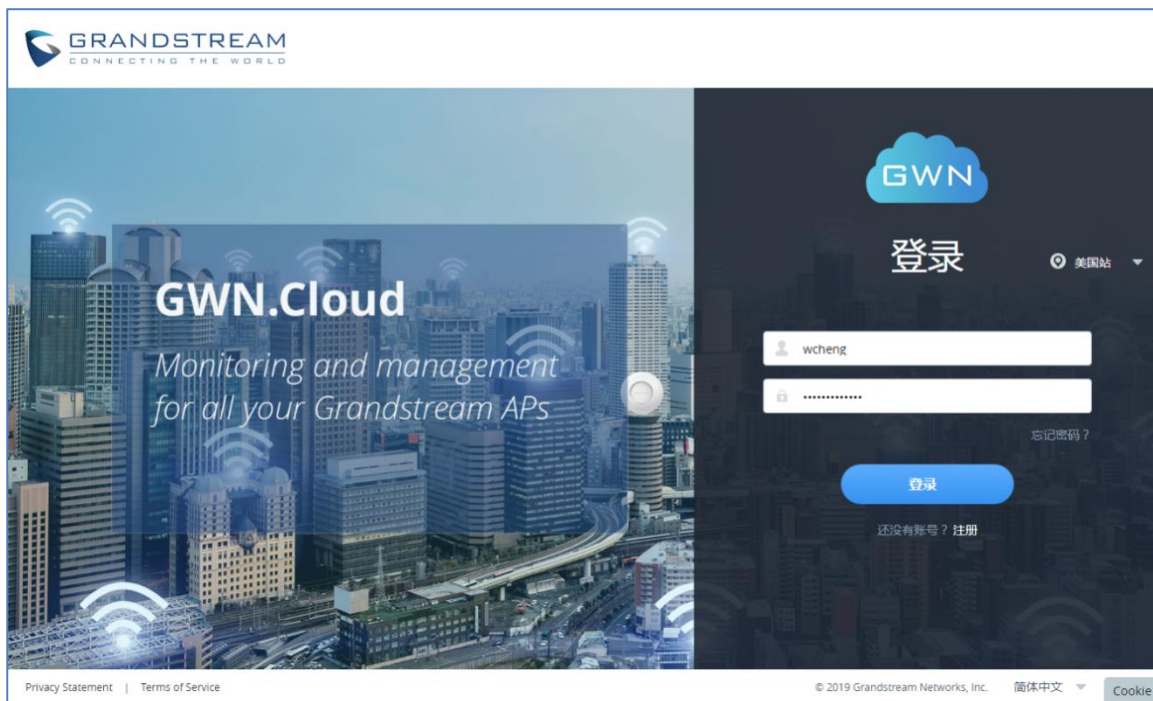 GRANDSTREAM
CONNECTING THE WORLD
GWN.Cloud
Monitoring and management
for all your Grandstream APs
GWN
登录
美国站
wcheng
•••••••••••••
忘记密码？
登录
还没有账号？注册
Privacy Statement | Terms of Service
© 2019 Grandstream Networks, Inc.
简体中文
Cookie